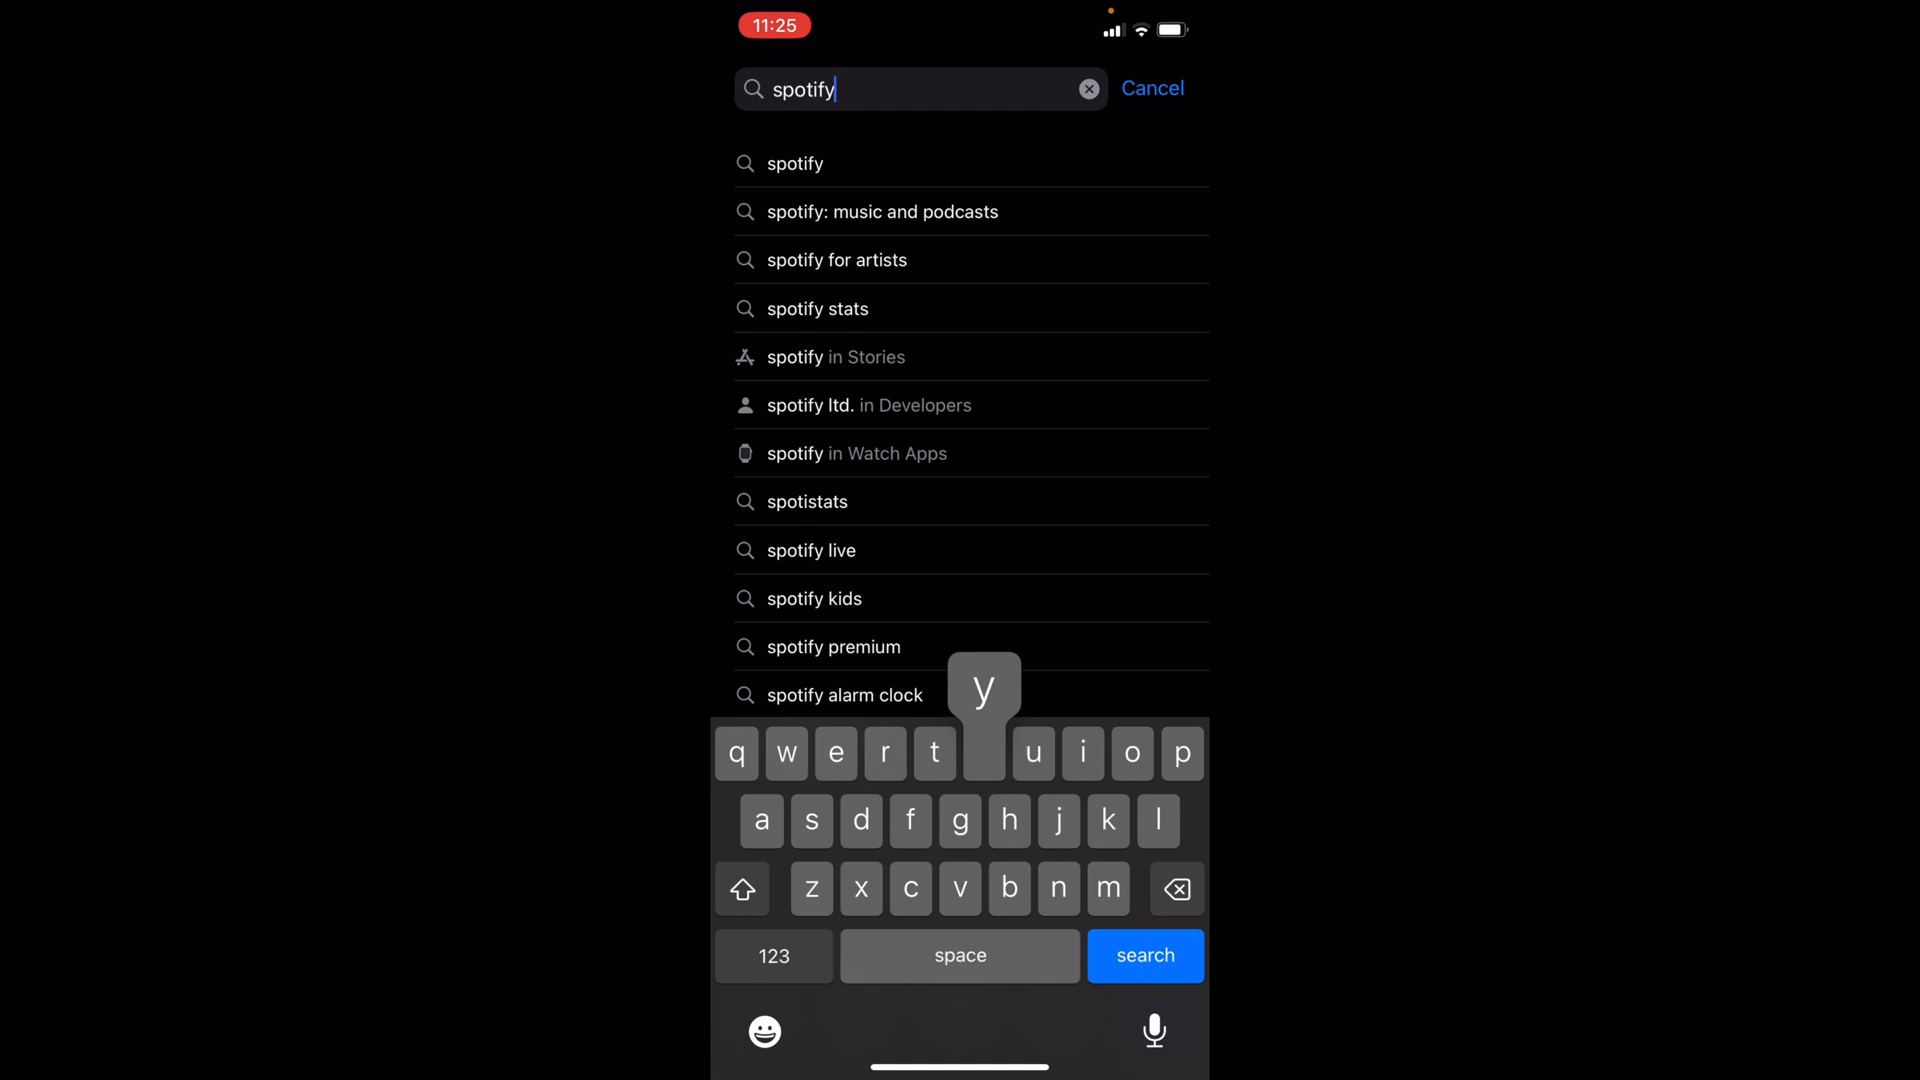 11:25
spotify
Cancel
spotify
spotify: music and podcasts
spotify for artists
spotify stats
spotify in Stories
spotify ltd. in Developers
spotify in Watch Apps
spotistats
spotify live
spotify kids
spotify premium
spotify alarm clock
y
q w e r t u i o p
a s d f g h j k l
z x c v b n m
123 space search